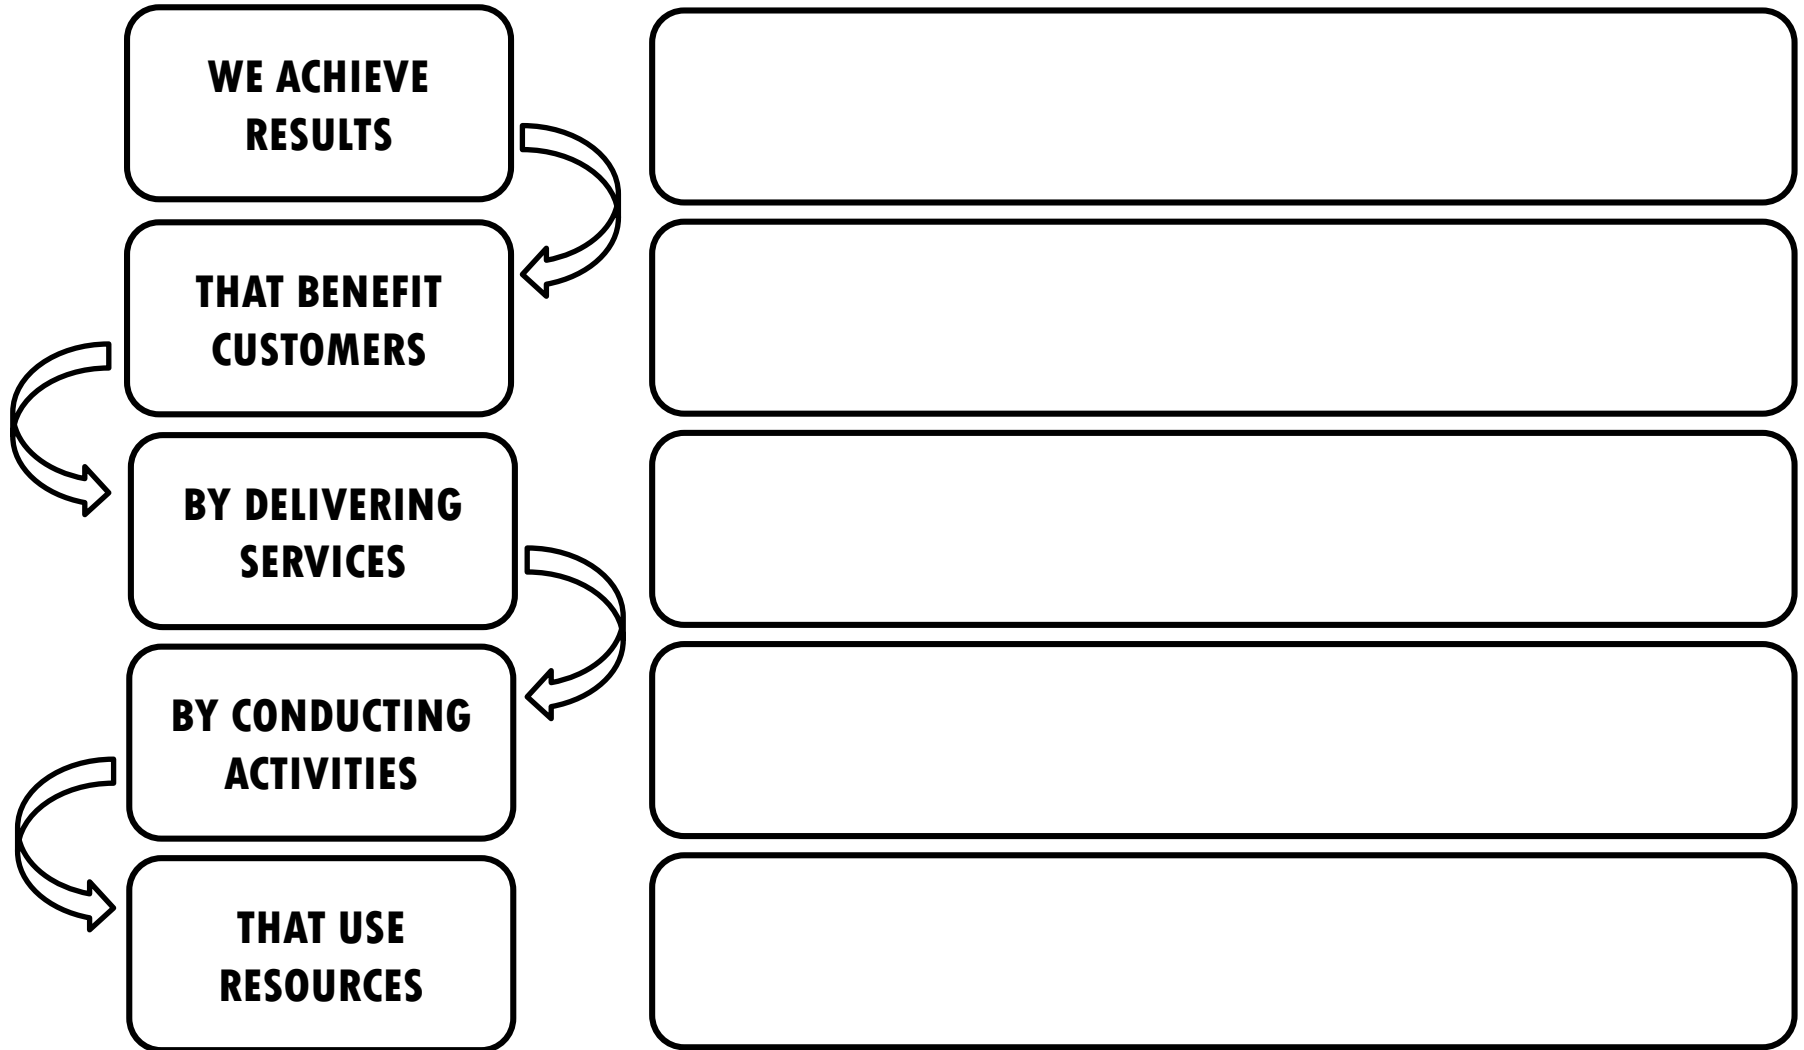 WE ACHIEVE
RESULTS
THAT BENEFIT
CUSTOMERS
BY DELIVERING
SERVICES
BY CONDUCTING
ACTIVITIES
THAT USE
RESOURCES